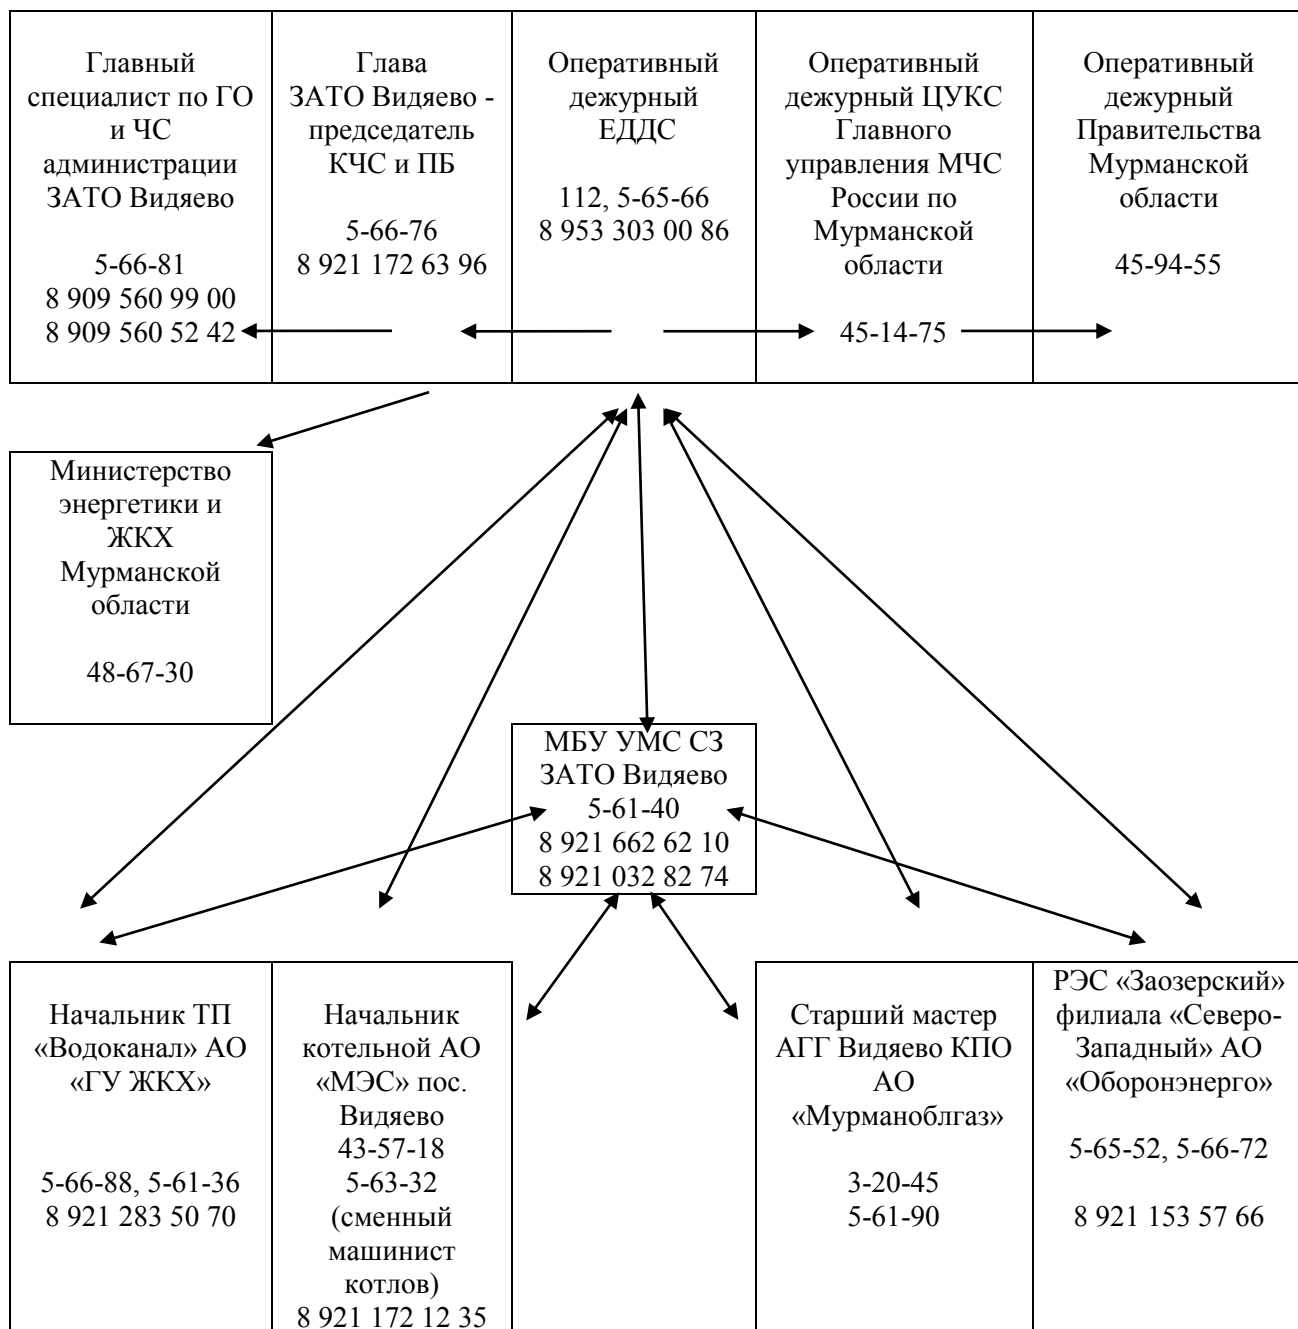 Главный
специалист по ГО
и ЧС
администрации
ЗАТО Видяево
5-66-81
8 909 560 99 00
8 909 560 52 42
Глава
ЗАТО Видяево -
председатель
КЧС и ПБ
5-66-76
8 921 172 63 96
Оперативный
дежурный
ЕДДС
112, 5-65-66
8 953 303 00 86
Оперативный
дежурный ЦУКС
Главного
управления МЧС
России по
Мурманской
области
45-14-75
Оперативный
дежурный
Правительства
Мурманской
области
45-94-55
Министерство
энергетики и
ЖКХ
Мурманской
области
48-67-30
МБУ УМС СЗ
ЗАТО Видяево
5-61-40
8 921 662 62 10
8 921 032 82 74
Начальник ТП
«Водоканал» АО
«ГУ ЖКХ»
5-66-88, 5-61-36
8 921 283 50 70
Начальник
котельной АО
«МЭС» пос.
Видяево
43-57-18
5-63-32
(сменный
машинист
котлов)
8 921 172 12 35
Старший мастер
АГГ Видяево КПО
АО
«Мурманоблгаз»
3-20-45
5-61-90
РЭС «Заозерский»
филиала «Северо-
Западный» АО
«Оборонэнерго»
5-65-52, 5-66-72
8 921 153 57 66